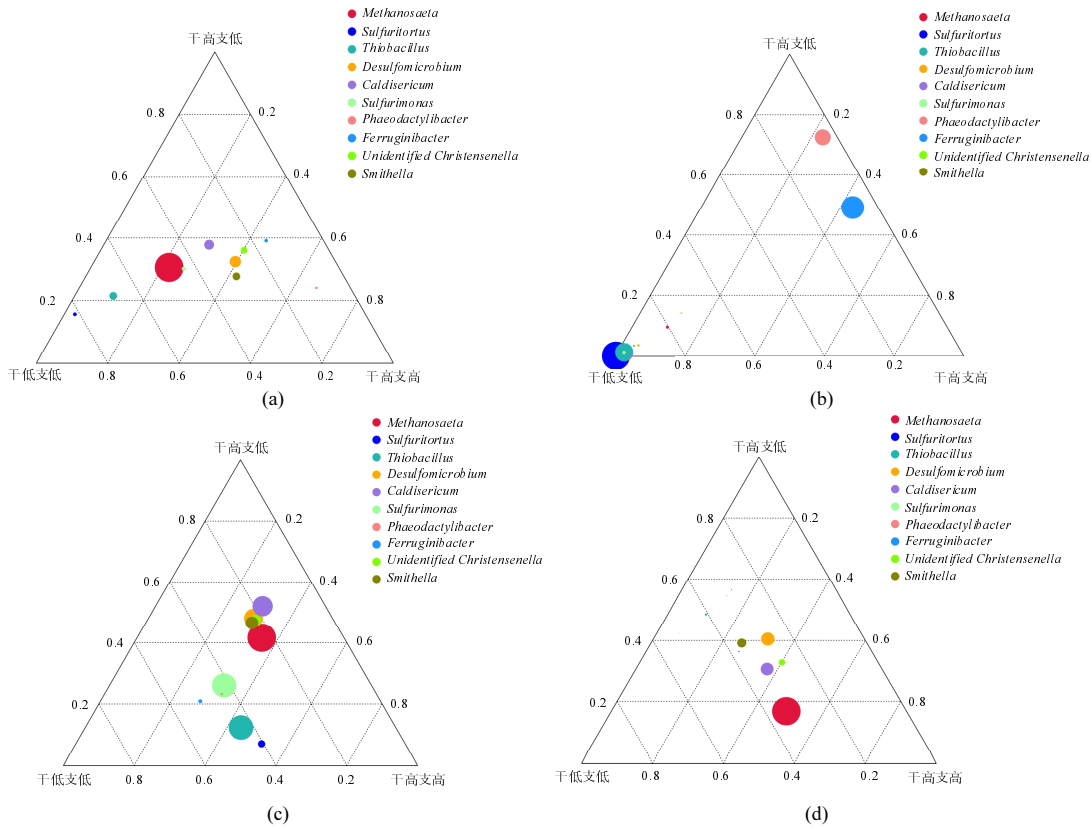 Methanosaeta
Sulfuritortus
Thiobacillus
Desulfomicrobium
Caldisericum
Sulfurimonas
Phaeodactylibacter
Ferruginibacter
Unidentified Christensenella
Smithella
干高支低
0.8
0.2
0.6
0.4
0.4
0.6
0.2
0.8
干低支低
0.8
0.6
0.4
0.2
干高支高
(a)
Methanosaeta
Sulfuritortus
Thiobacillus
Desulfomicrobium
Caldisericum
Sulfurimonas
Phaeodactylibacter
Ferruginibacter
Unidentified Christensenella
Smithella
干高支低
0.8
0.2
0.6
0.4
0.4
0.6
0.2
0.8
干低支低
0.8
0.6
0.4
0.2
干高支高
(b)
Methanosaeta
Sulfuritortus
Thiobacillus
Desulfomicrobium
Caldisericum
Sulfurimonas
Phaeodactylibacter
Ferruginibacter
Unidentified Christensenella
Smithella
干高支低
0.8
0.2
0.6
0.4
0.4
0.6
0.2
0.8
干低支低
0.8
0.6
0.4
0.2
干高支高
(c)
Methanosaeta
Sulfuritortus
Thiobacillus
Desulfomicrobium
Caldisericum
Sulfurimonas
Phaeodactylibacter
Ferruginibacter
Unidentified Christensenella
Smithella
干高支低
0.8
0.2
0.6
0.4
0.4
0.6
0.2
0.8
干低支低
0.8
0.6
0.4
0.2
干高支高
(d)